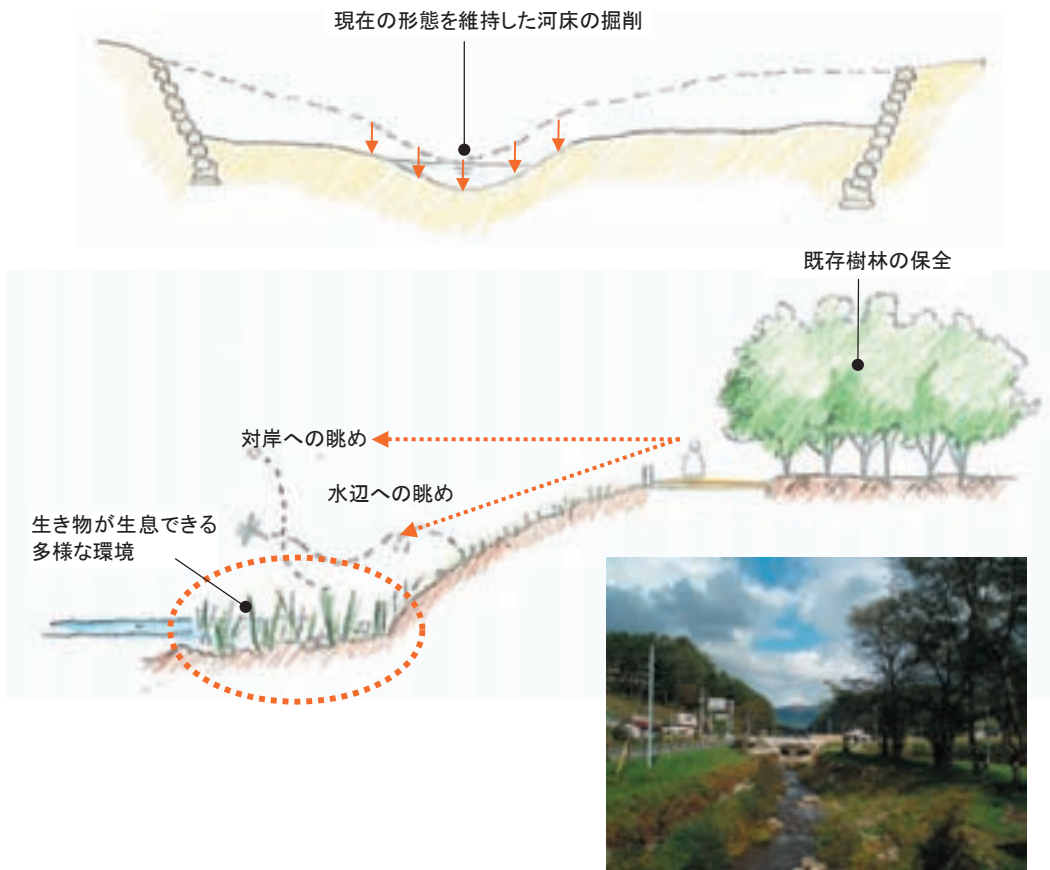 現在の形態を維持した河床の掘削
既存樹林の保全
対岸への眺め
水辺への眺め
生き物が生息できる
多様な環境